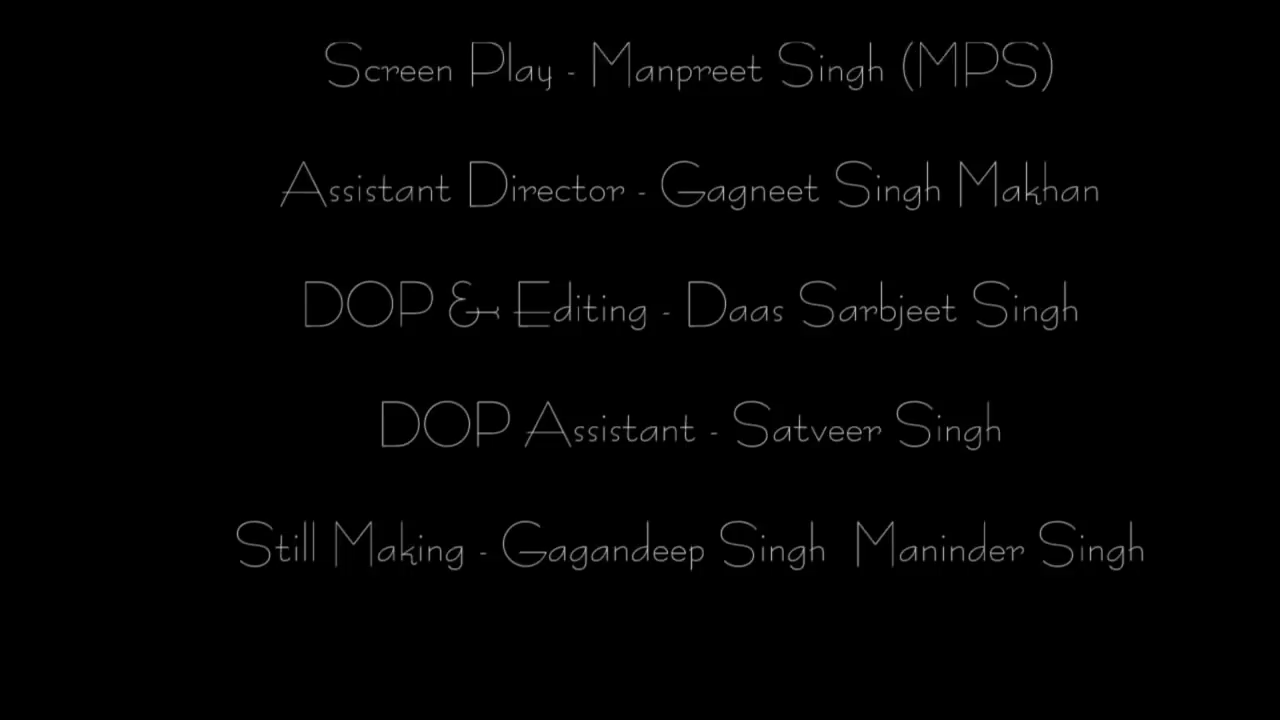 Screen Play - Manpreet Singh (MPS)
Assistant Director - Gagneet Singh Makhan
DOP & Editing - Daas Sarbjeet Singh
DOP Assistant - Satveer Singh
Still Making - Gagandeep Singh  Maninder Singh